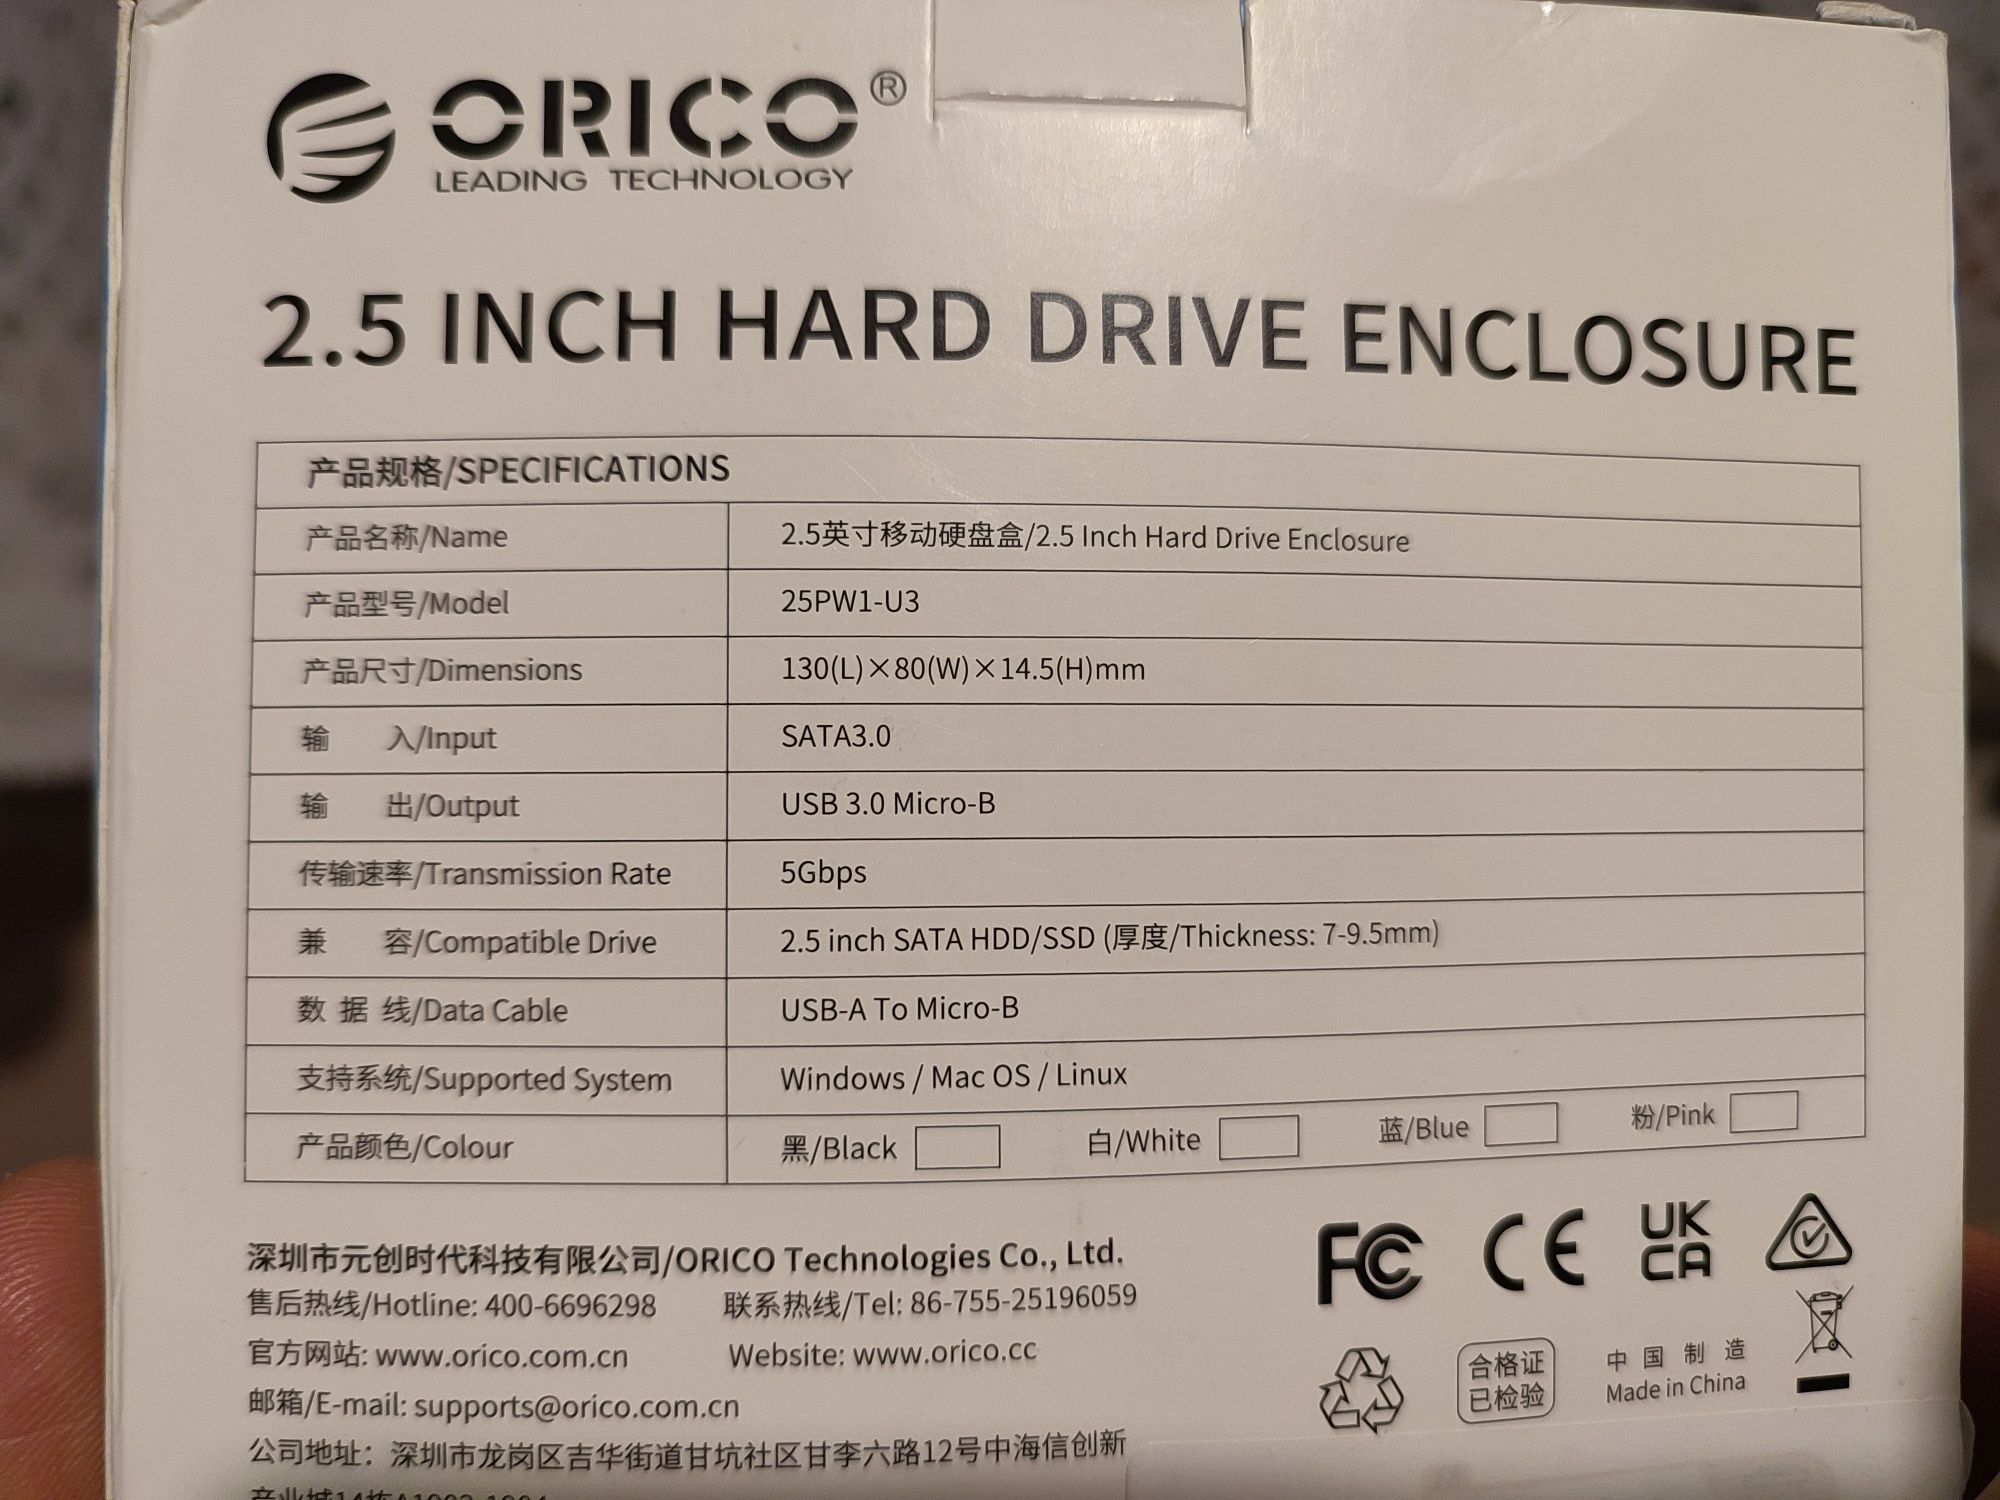 ORICO®
LEADING TECHNOLOGY
2.5 INCH HARD DRIVE ENCLOSURE
产品规格/SPECIFICATIONS
产品名称/Name 2.5英寸移动硬盘盒/2.5 Inch Hard Drive Enclosure
产品型号/Model 25PW1-U3
产品尺寸/Dimensions 130(L)×80(W)×14.5(H)mm
输 入/Input SATA3.0
输 出/Output USB 3.0 Micro-B
传输速率/Transmission Rate 5Gbps
兼 容/Compatible Drive 2.5 inch SATA HDD/SSD (厚度/Thickness: 7-9.5mm)
数 据 线/Data Cable USB-A To Micro-B
支持系统/Supported System Windows / Mac OS / Linux
产品颜色/Colour 黑/Black 白/White 蓝/Blue 粉/Pink
深圳市元创时代科技有限公司/ORICO Technologies Co., Ltd.
售后热线/Hotline: 400-6696298 联系热线/Tel: 86-755-25196059
官方网站: www.orico.com.cn Website: www.orico.cc
邮箱/E-mail: supports@orico.com.cn
公司地址：深圳市龙岗区吉华街道甘坑社区甘李六路12号中海信创新
FC CE
UK
CA
合格证
已检验
中 国 制 造
Made in China